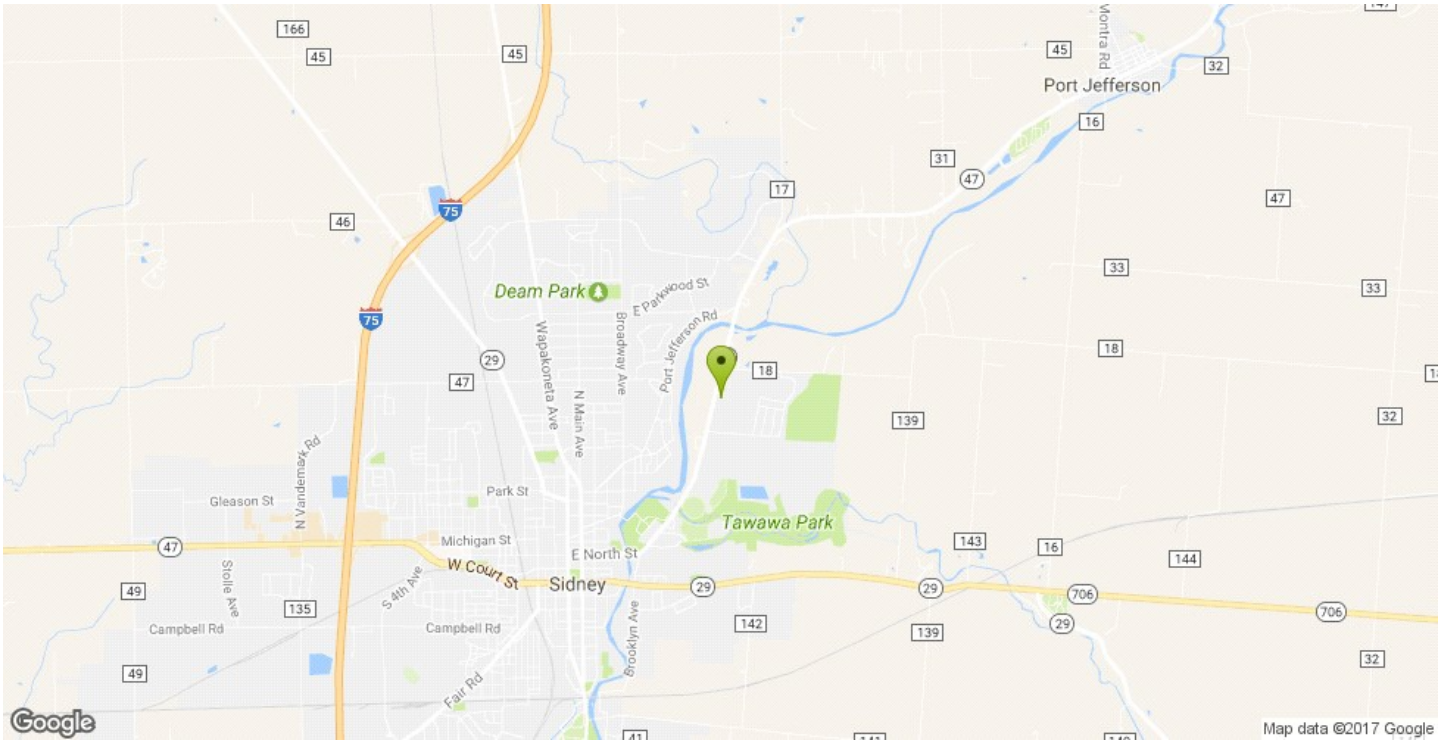 166
45
45
Montra Rd
45
32
Port Jefferson
16
31
17
47
47
75
46
33
33
Deam Park
E Parkwood St
Port Jefferson Rd
Broadway Ave
Wapakoneta Ave
N Main Ave
75
29
47
18
18
139
32
N Vandemark Rd
Gleason St
Park St
Tawawa Park
47
Michigan St
E North St
143
16
144
W Court St
Sidney
29
29
706
706
49
Stolle Ave
S 4th Ave
135
Campbell Rd
Campbell Rd
Brooklyn Ave
142
139
29
32
49
Fair Rd
Google
41
Map data ©2017 Google